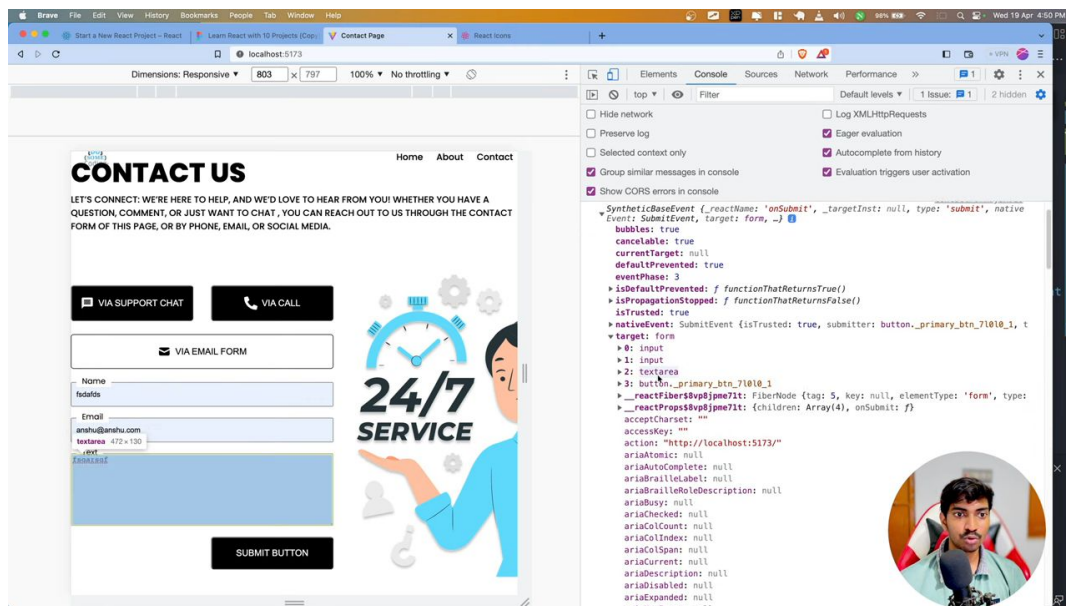 Brave File Edit View History Bookmarks People Tab Window Help
98% Wed 19 Apr 4:50 PM
Start a New React Project – React
Learn React with 10 Projects (Cop
Contact Page
React Icons
localhost:5173
VPN
Dimensions: Responsive 803 × 797 100% No throttling
Elements Console Sources Network Performance 1
top Filter Default levels 1 Issue: 1 2 hidden
Hide network Log XMLHttpRequests
Preserve log Eager evaluation
Selected context only Autocomplete from history
Group similar messages in console Evaluation triggers user activation
Show CORS errors in console
Home About Contact
CONTACT US
LET'S CONNECT: WE'RE HERE TO HELP, AND WE'D LOVE TO HEAR FROM YOU! WHETHER YOU HAVE A
QUESTION, COMMENT, OR JUST WANT TO CHAT , YOU CAN REACH OUT TO US THROUGH THE CONTACT
FORM OF THIS PAGE, OR BY PHONE, EMAIL, OR SOCIAL MEDIA.
VIA SUPPORT CHAT
VIA CALL
VIA EMAIL FORM
Name
fsdafds
Email
anshu@anshu.com
textarea 472 × 130
Text
SUBMIT BUTTON
24/7
SERVICE
SyntheticBaseEvent {_reactName: 'onSubmit', _targetInst: null, type: 'submit', native
Event: SubmitEvent, target: form, …}
bubbles: true
cancelable: true
currentTarget: null
defaultPrevented: true
eventPhase: 3
isDefaultPrevented: ƒ functionThatReturnsTrue()
isPropagationStopped: ƒ functionThatReturnsFalse()
isTrusted: true
nativeEvent: SubmitEvent {isTrusted: true, submitter: button._primary_btn_7l0l0_1, t
target: form
0: input
1: input
2: textarea
3: button._primary_btn_7l0l0_1
__reactFiber$8vp8jpme71t: FiberNode {tag: 5, key: null, elementType: 'form', type:
__reactProps$8vp8jpme71t: {children: Array(4), onSubmit: ƒ}
acceptCharset: ""
accessKey: ""
action: "http://localhost:5173/"
ariaAtomic: null
ariaAutoComplete: null
ariaBrailleLabel: null
ariaBrailleRoleDescription: null
ariaBusy: null
ariaChecked: null
ariaColCount: null
ariaColIndex: null
ariaColSpan: null
ariaCurrent: null
ariaDescription: null
ariaDisabled: null
ariaExpanded: null